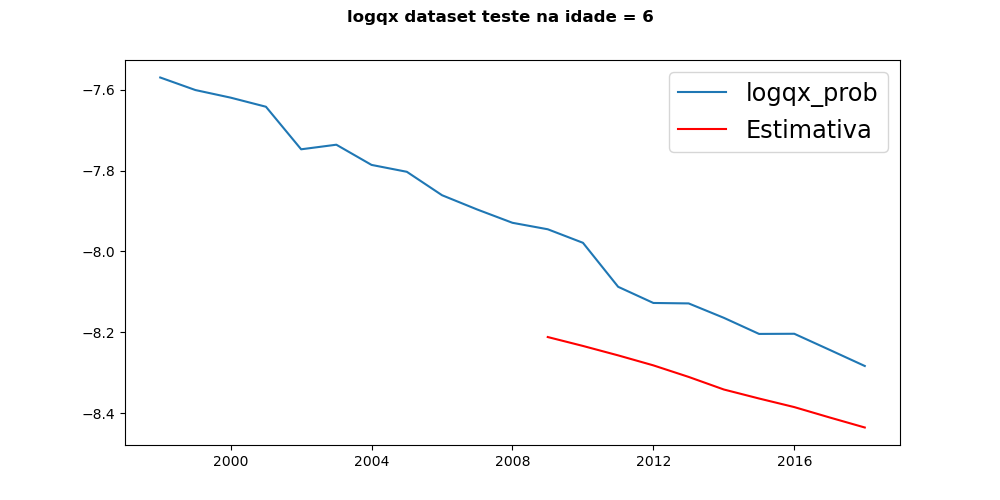 logqx dataset teste na idade = 6
logqx_prob
Estimativa
−7.6
−7.8
−8.0
−8.2
−8.4
2000 2004 2008 2012 2016